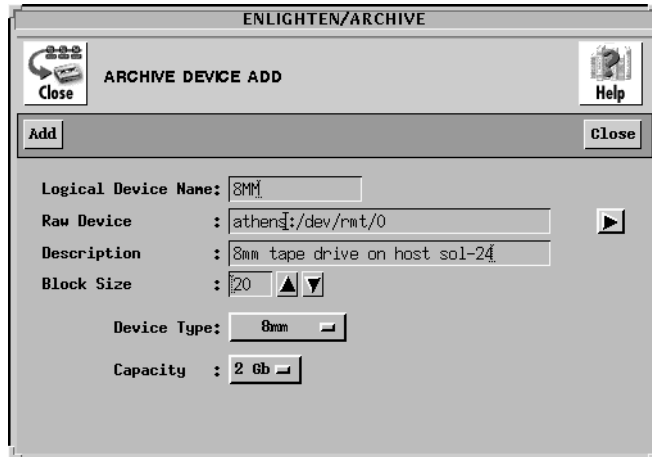 ENLIGHTEN/ARCHIVE
Close
ARCHIVE DEVICE ADD
Help
Add
Close
Logical Device Name: 8MM
Raw Device : athens:/dev/rmt/0
Description : 8mm tape drive on host sol-24
Block Size : 20
Device Type: 8mm
Capacity : 2 Gb